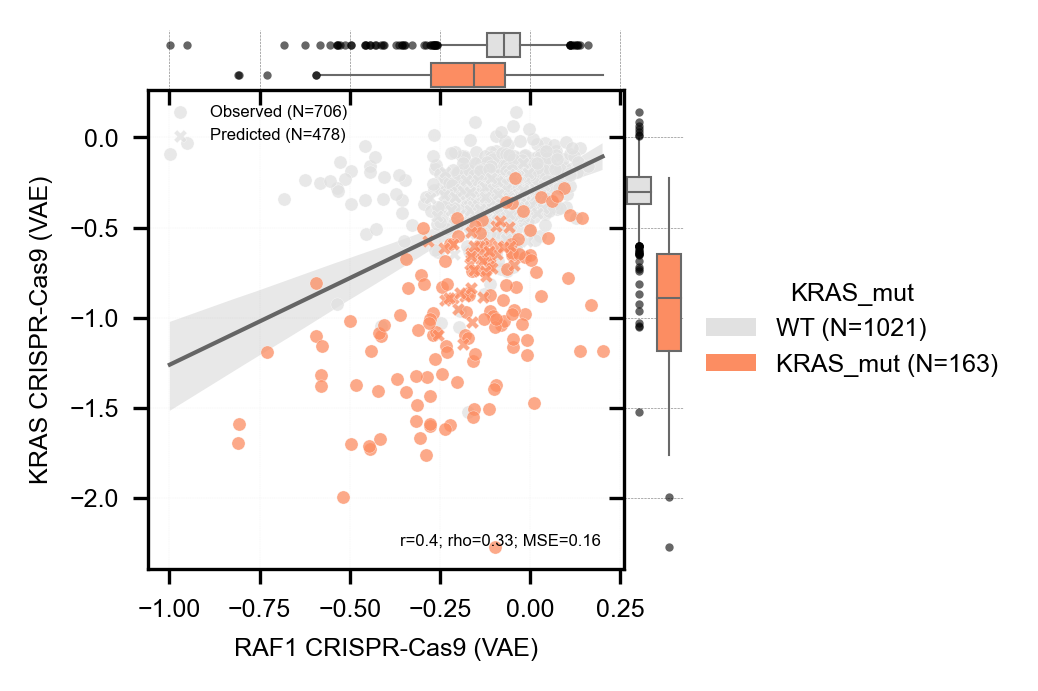 Observed (N=706)
Predicted (N=478)
0.0
−0.5
−1.0
−1.5
−2.0
KRAS CRISPR-Cas9 (VAE)
r=0.4; rho=0.33; MSE=0.16
−1.00 −0.75 −0.50 −0.25 0.00 0.25
RAF1 CRISPR-Cas9 (VAE)
KRAS_mut
WT (N=1021)
KRAS_mut (N=163)